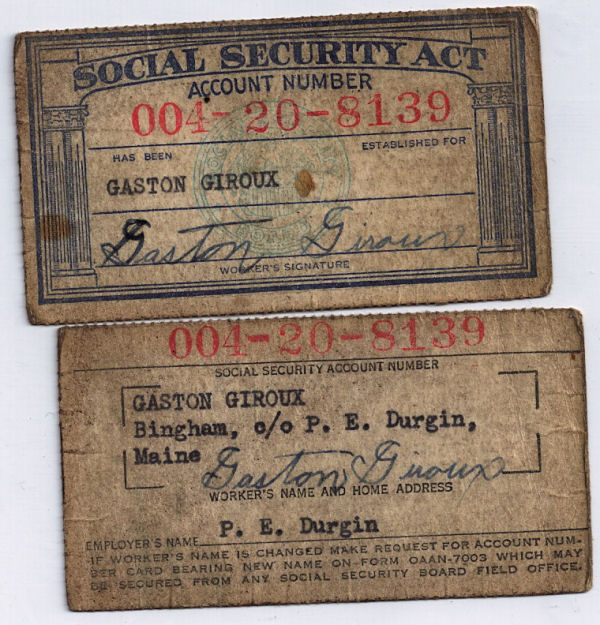 SOCIAL SECURITY ACT
ACCOUNT NUMBER
004-20-8139
HAS BEEN ESTABLISHED FOR
GASTON GIROUX
Gaston Giroux
WORKER'S SIGNATURE
004-20-8139
SOCIAL SECURITY ACCOUNT NUMBER
GASTON GIROUX
Bingham, c/o P. E. Durgin,
Maine
Gaston Giroux
WORKER'S NAME AND HOME ADDRESS
P. E. Durgin
EMPLOYER'S NAME
IF WORKER'S NAME IS CHANGED MAKE REQUEST FOR ACCOUNT NUM-
BER CARD BEARING NEW NAME ON FORM OAAN-7003 WHICH MAY
BE SECURED FROM ANY SOCIAL SECURITY BOARD FIELD OFFICE.